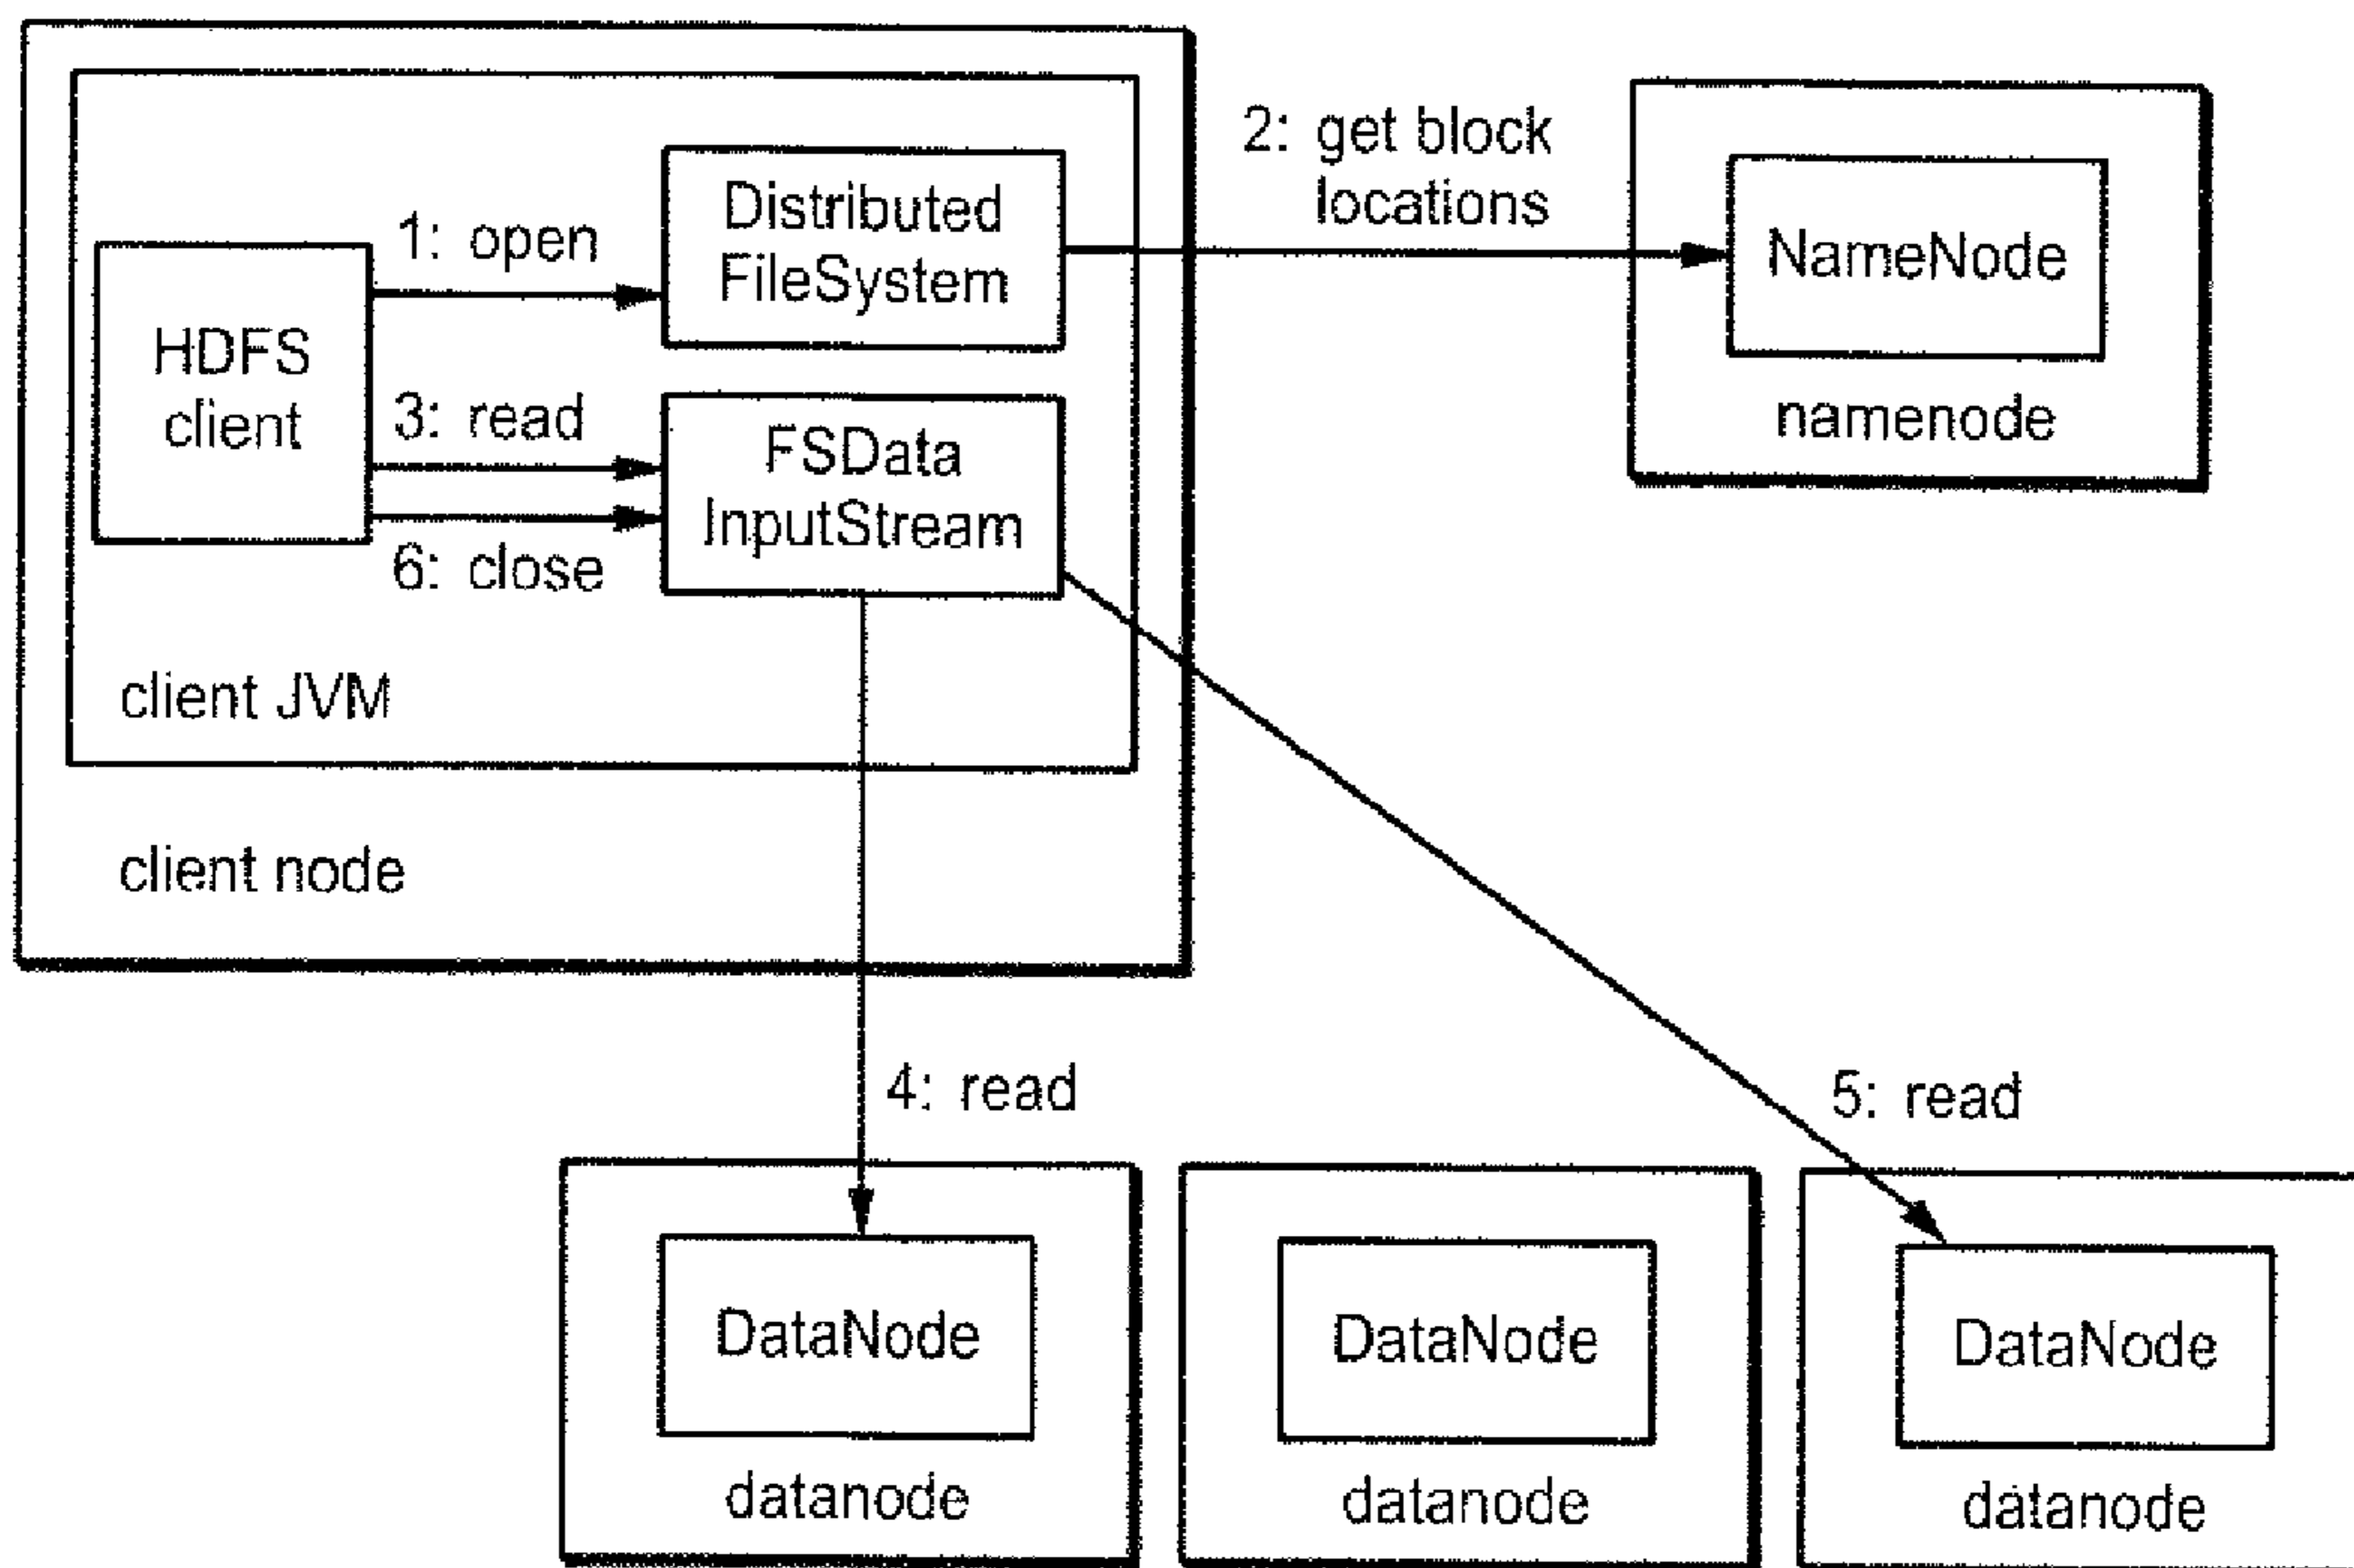 Distributed
FileSystem
1: open
2: get block
locations
NameNode
namenode
HDFS
client
3: read
FSData
InputStream
6: close
client JVM
client node
4: read
5: read
DataNode
DataNode
DataNode
datanode
datanode
datanode